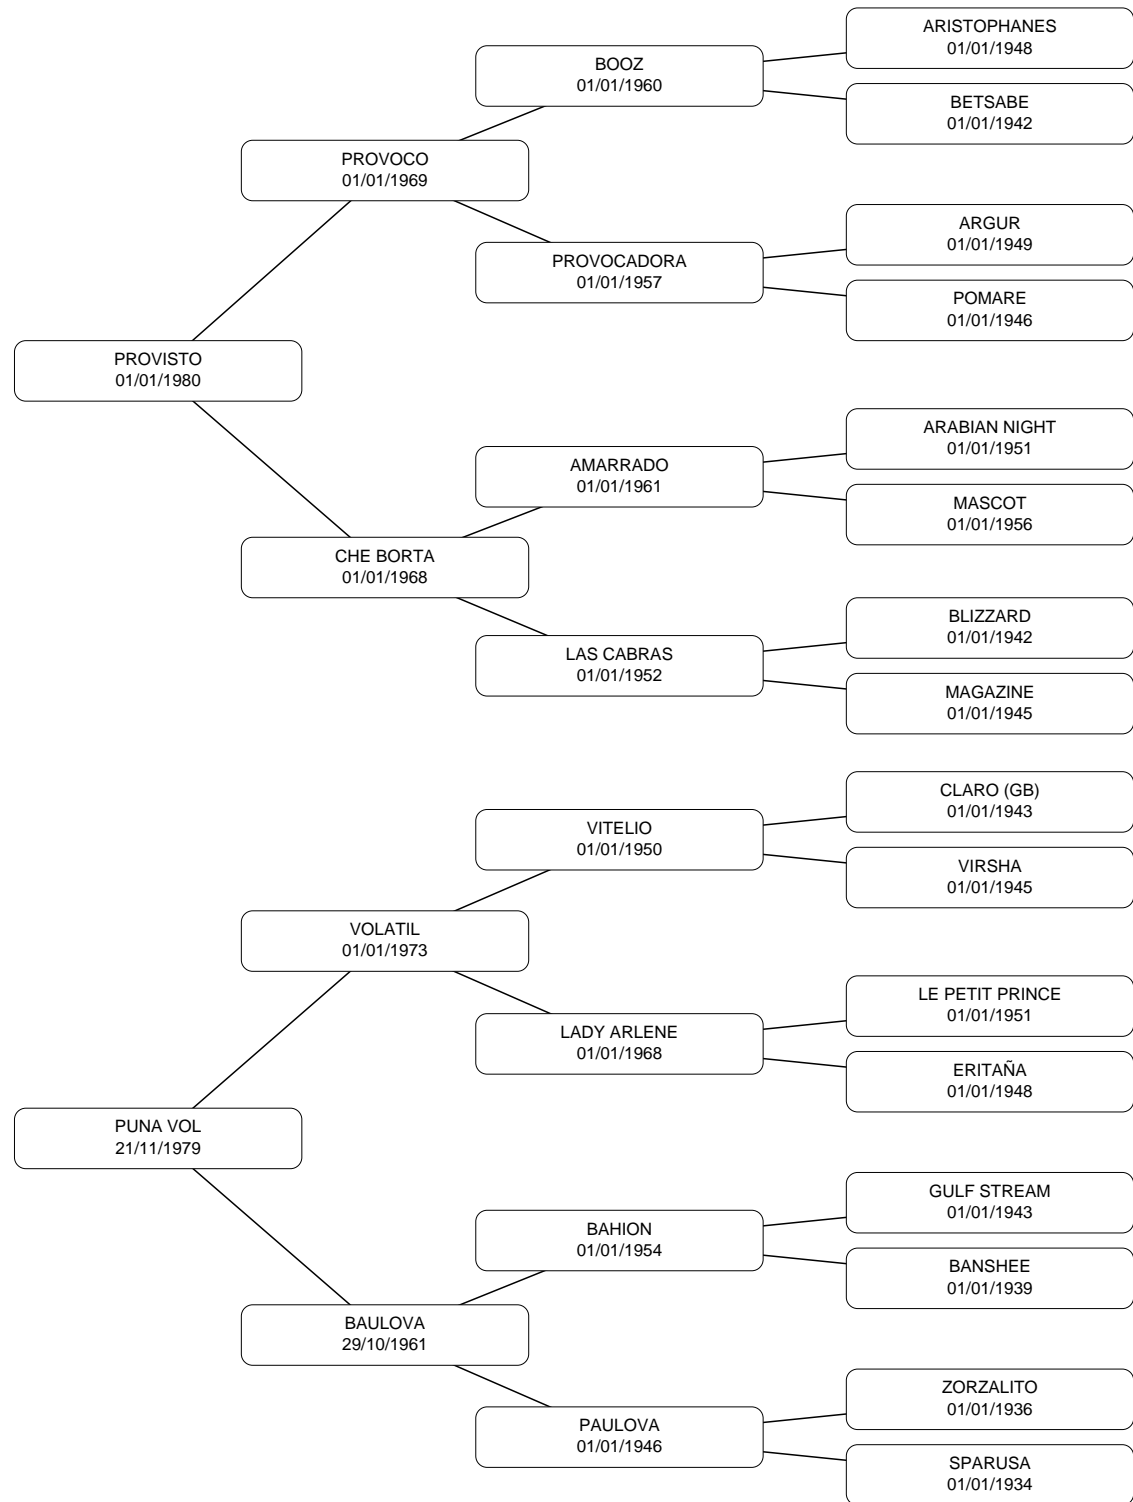 ARISTOPHANES
01/01/1948
BOOZ
01/01/1960
BETSABE
01/01/1942
PROVOCO
01/01/1969
ARGUR
01/01/1949
PROVOCADORA
01/01/1957
POMARE
01/01/1946
PROVISTO
01/01/1980
ARABIAN NIGHT
01/01/1951
AMARRADO
01/01/1961
MASCOT
01/01/1956
CHE BORTA
01/01/1968
BLIZZARD
01/01/1942
LAS CABRAS
01/01/1952
MAGAZINE
01/01/1945
CLARO (GB)
01/01/1943
VITELIO
01/01/1950
VIRSHA
01/01/1945
VOLATIL
01/01/1973
LE PETIT PRINCE
01/01/1951
LADY ARLENE
01/01/1968
ERITAÑA
01/01/1948
PUNA VOL
21/11/1979
GULF STREAM
01/01/1943
BAHION
01/01/1954
BANSHEE
01/01/1939
BAULOVA
29/10/1961
ZORZALITO
01/01/1936
PAULOVA
01/01/1946
SPARUSA
01/01/1934